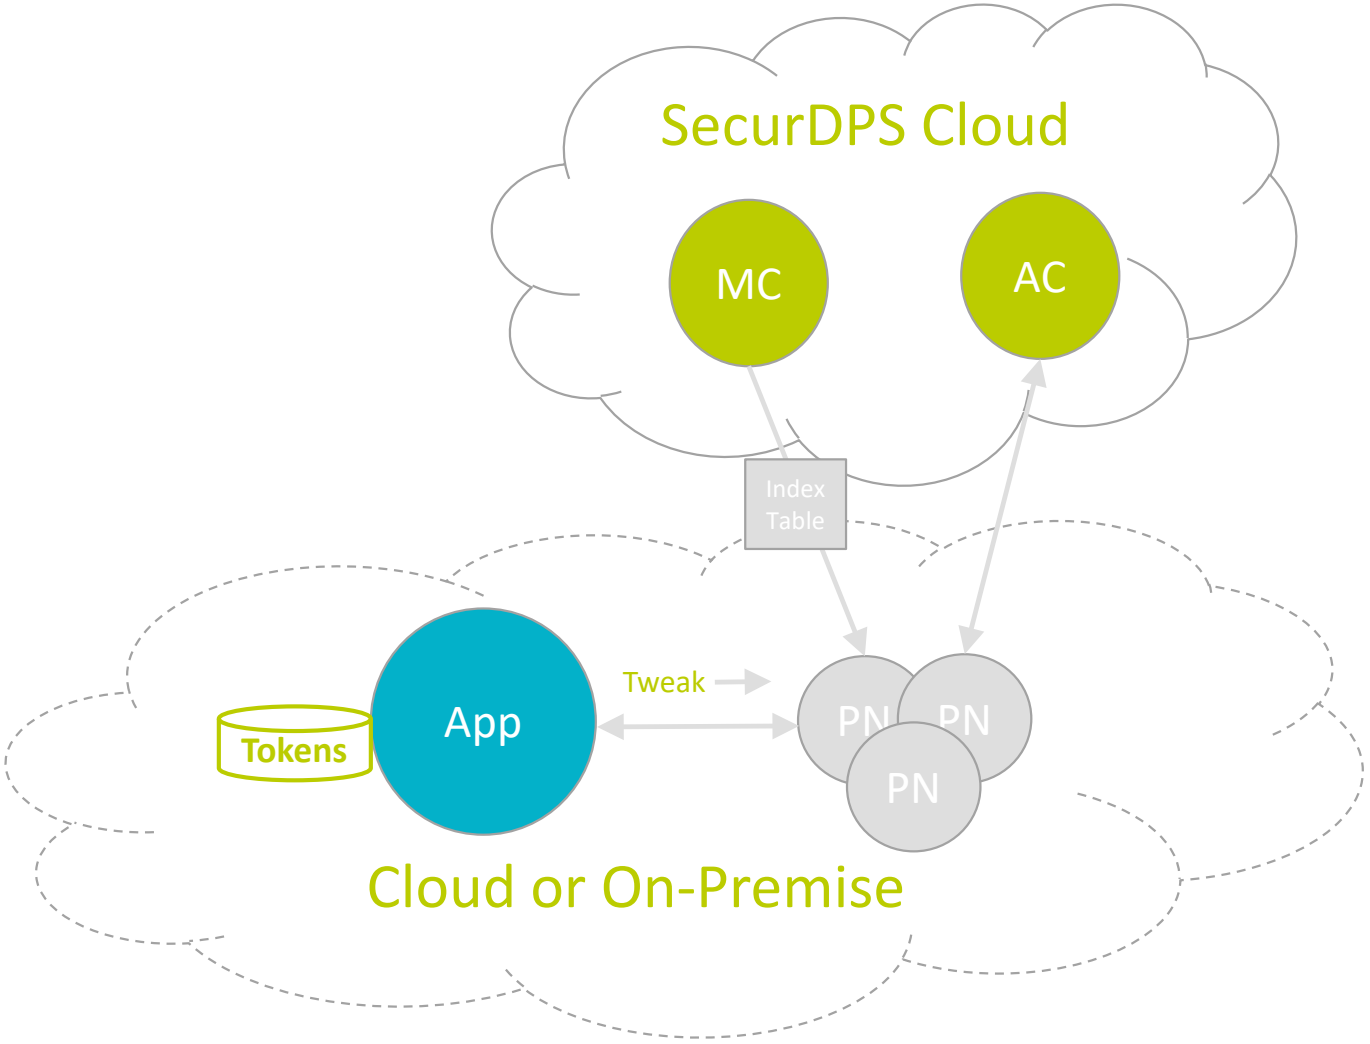 SecurDPS Cloud
MC
AC
Index
Table
Tweak
App
Tokens
PN
PN
PN
Cloud or On-Premise